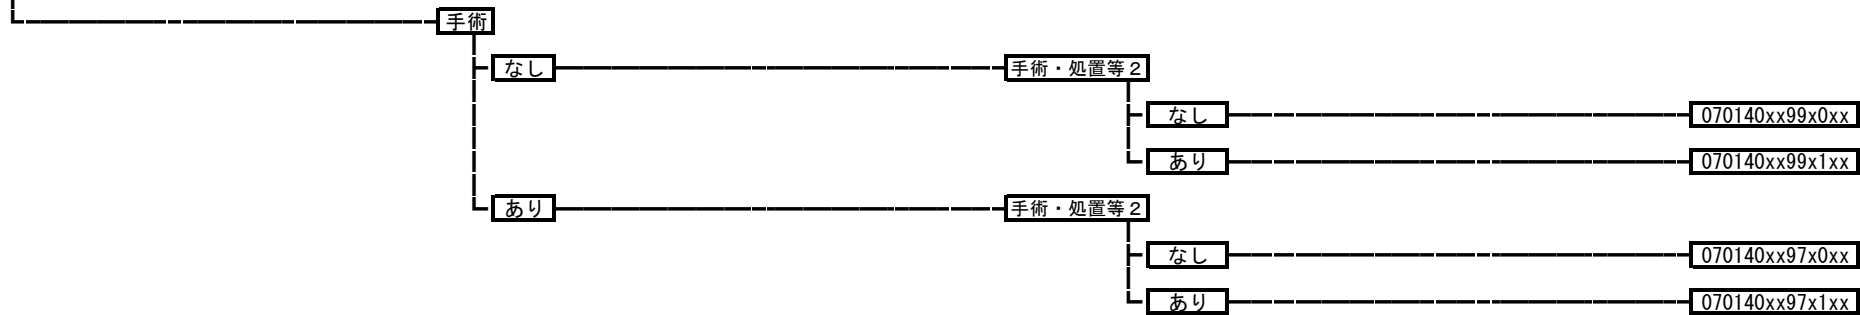 手術
なし 手術・処置等２
なし 070140xx99x0xx
あり 070140xx99x1xx
あり 手術・処置等２
なし 070140xx97x0xx
あり 070140xx97x1xx